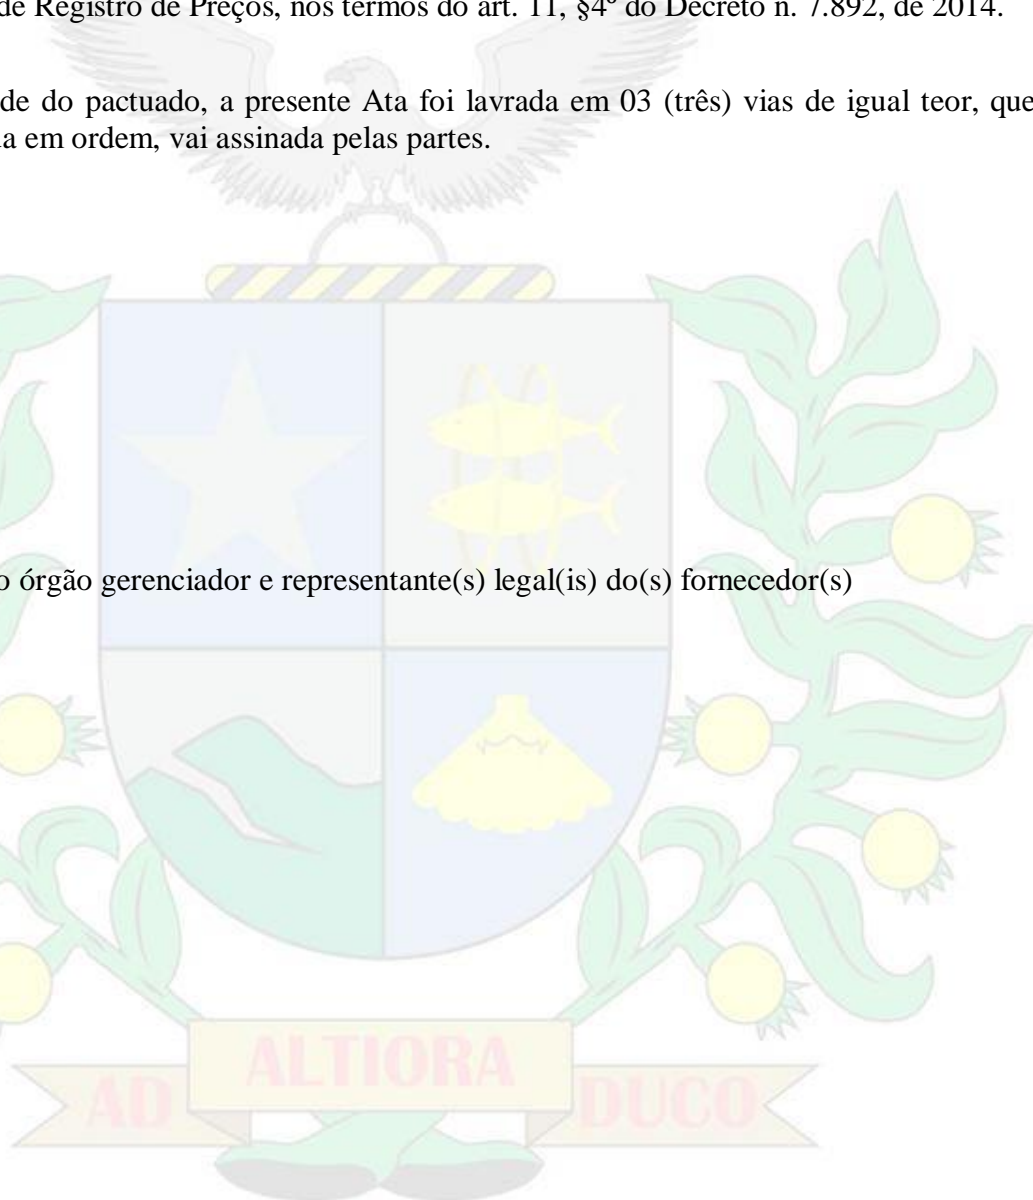 de Registro de Preços, nos termos do art. 11, §4º do Decreto n. 7.892, de 2014.
de do pactuado, a presente Ata foi lavrada em 03 (três) vias de igual teor, que
a em ordem, vai assinada pelas partes.
o órgão gerenciador e representante(s) legal(is) do(s) fornecedor(s)
AD ALTIORA DUCO